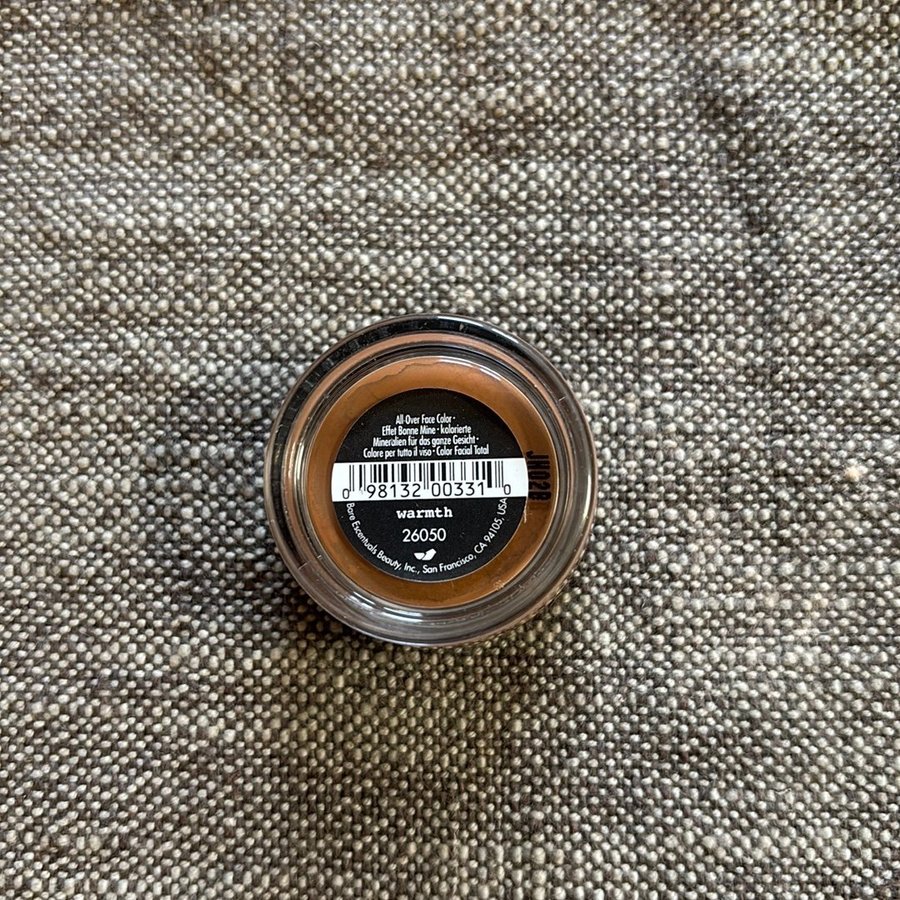 All Over Face Color •
Effet Bonne Mine • kolorierte
Mineralien für das ganze Gesicht •
Colore per tutto il viso • Color Facial Total
0 98132 00331 0
warmth
26050
Bare Escentuals Beauty, Inc., San Francisco, CA 94105, USA